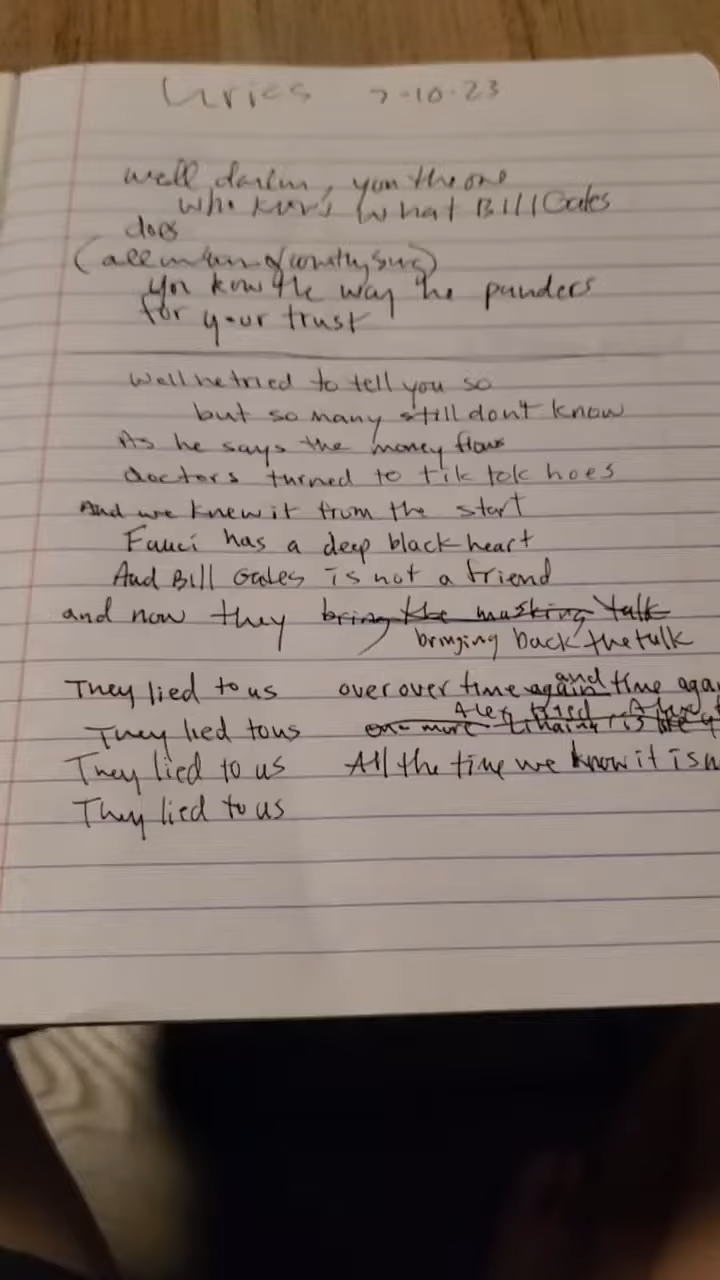 Lyrics 7-10-23
well darlin, you the one
who knows what Bill Gates
does
(
you know the way he panders
for your trust
Well he tried to tell you so
but so many still don't know
As he says the money flows
doctors turned to tik tok hoes
And we knew it from the start
Fauci has a deep black heart
And Bill Gates is not a friend
and now they bring the masking talk
bringing back the talk
They lied to us over over time again and time aga
They lied to us one more
They lied to us All the time we know it is
They lied to us